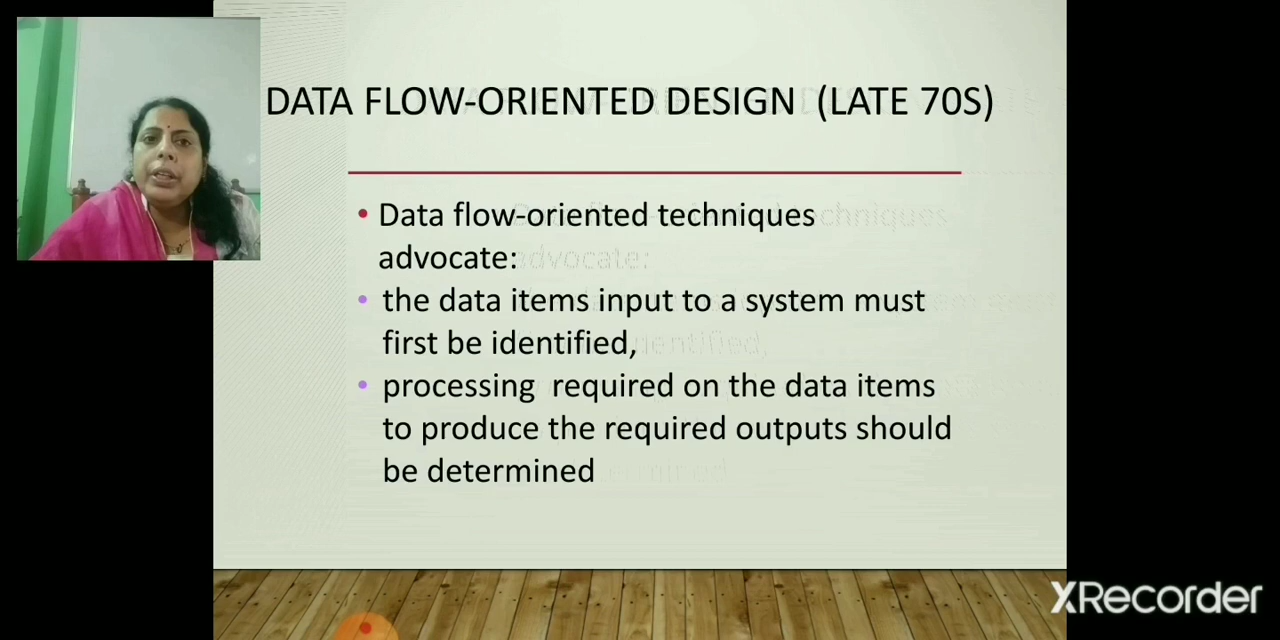 DATA FLOW-ORIENTED DESIGN (LATE 70S)
• Data flow-oriented techniques
advocate:
• the data items input to a system must
first be identified,
• processing required on the data items
to produce the required outputs should
be determined
XRecorder